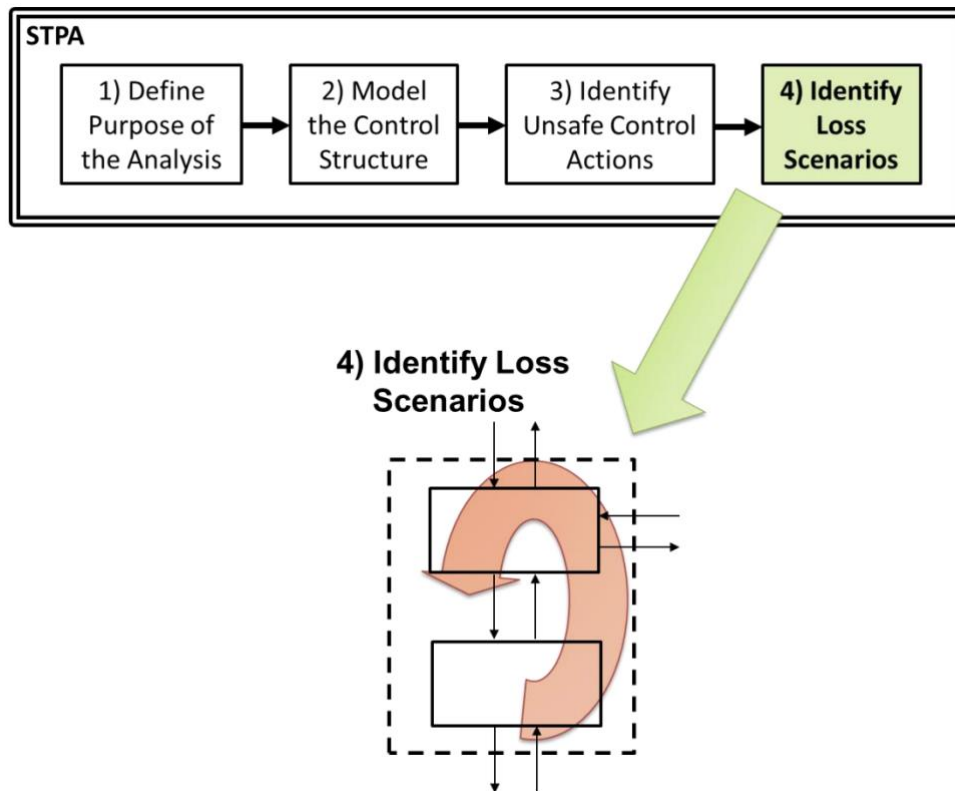 STPA
1) Define
Purpose of
the Analysis
2) Model
the Control
Structure
3) Identify
Unsafe Control
Actions
4) Identify
Loss
Scenarios
4) Identify Loss
Scenarios